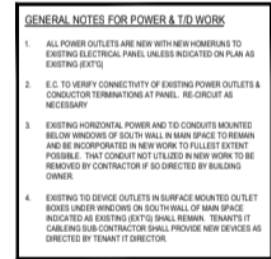 GENERAL NOTES FOR POWER & T/D WORK
1. ALL POWER OUTLETS ARE NEW WITH NEW HOMERUNS TO
EXISTING ELECTRICAL PANEL UNLESS INDICATED ON PLAN AS
EXISTING (EXT'G)
2. E.C. TO VERIFY CONNECTIVITY OF EXISTING POWER OUTLETS &
CONDUCTOR TERMINATIONS AT PANEL. RE-CIRCUIT AS
NECESSARY
3. EXISTING HORIZONTAL POWER AND T/D CONDUITS MOUNTED
BELOW WINDOWS OF SOUTH WALL IN MAIN SPACE TO REMAIN
AND BE INCORPORATED IN NEW WORK TO FULLEST EXTENT
POSSIBLE. THAT CONDUIT NOT UTILIZED IN NEW WORK TO BE
REMOVED BY CONTRACTOR IF SO DIRECTED BY BUILDING
OWNER.
4. EXISTING T/D DEVICE OUTLETS IN SURFACE MOUNTED OUTLET
BOXES UNDER WINDOWS ON SOUTH WALL OF MAIN SPACE
INDICATED AS EXISTING (EXT'G) SHALL REMAIN. TENANT'S IT
CABLEING SUB-CONTRACTOR SHALL PROVIDE NEW DEVICES AS
DIRECTED BY TENANT IT DIRECTOR.